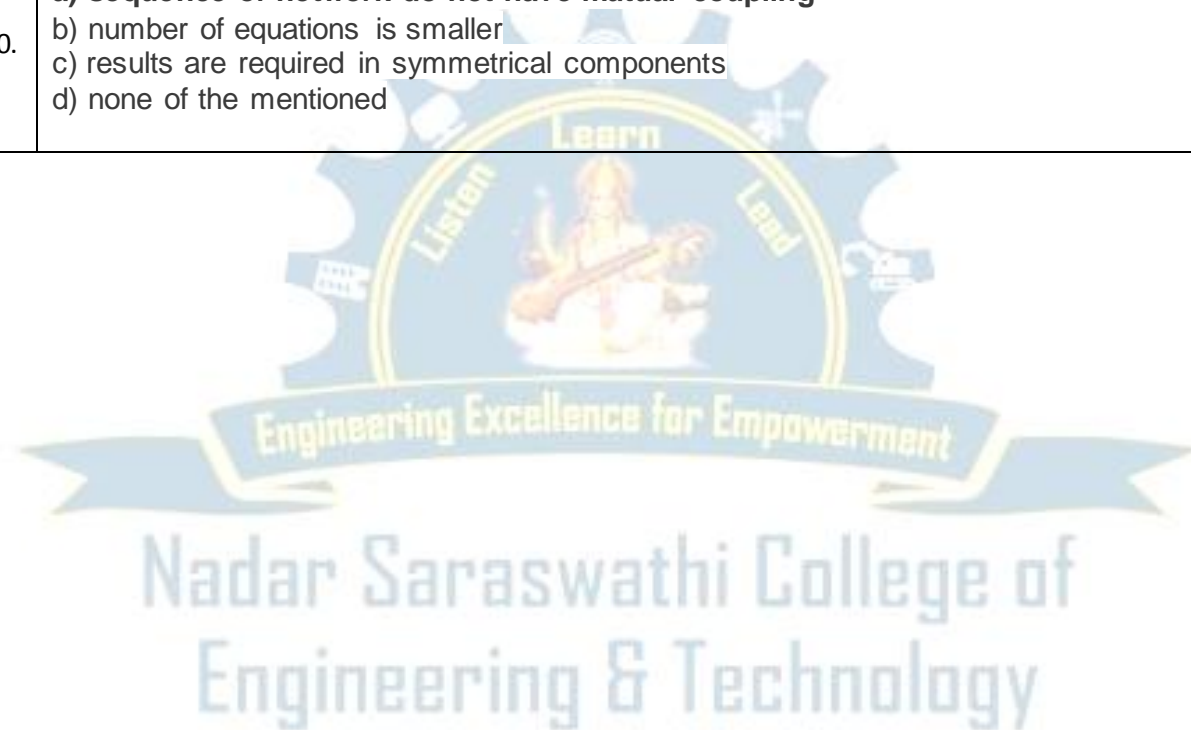 a) sequence of network do not have mutual coupling
0.
b) number of equations is smaller
c) results are required in symmetrical components
d) none of the mentioned
Listen
Learn
Lead
Engineering Excellence for Empowerment
Nadar Saraswathi College of
Engineering & Technology